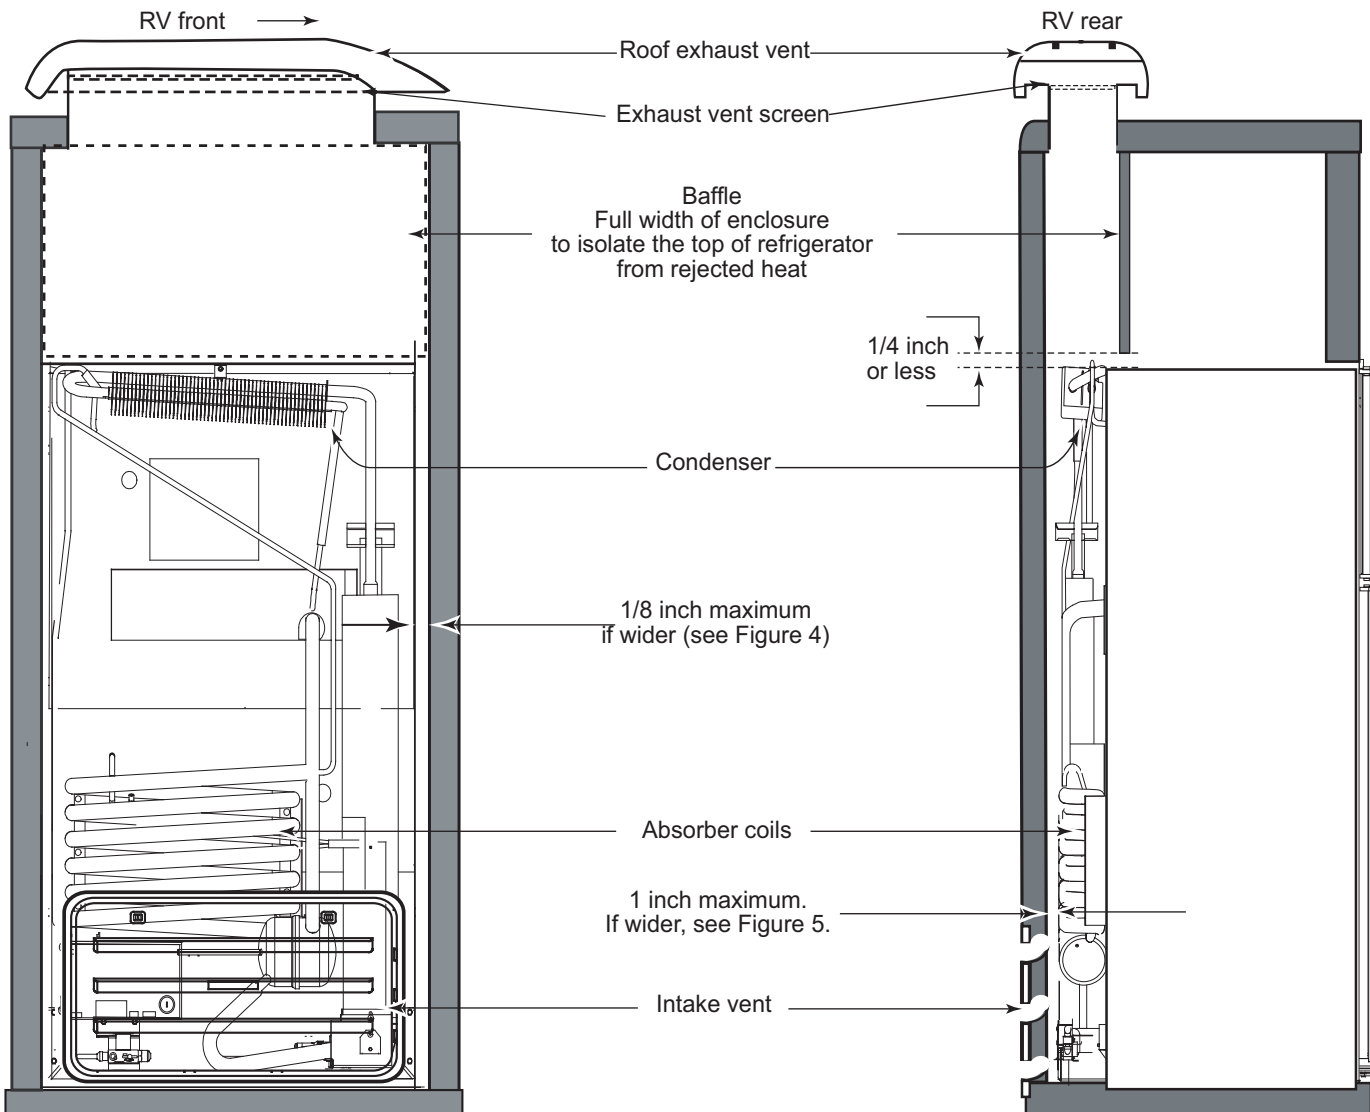 RV front
RV rear
Roof exhaust vent
Exhaust vent screen
Baffle
Full width of enclosure
to isolate the top of refrigerator
from rejected heat
1/4 inch
or less
Condenser
1/8 inch maximum
if wider (see Figure 4)
Absorber coils
1 inch maximum.
If wider, see Figure 5.
Intake vent